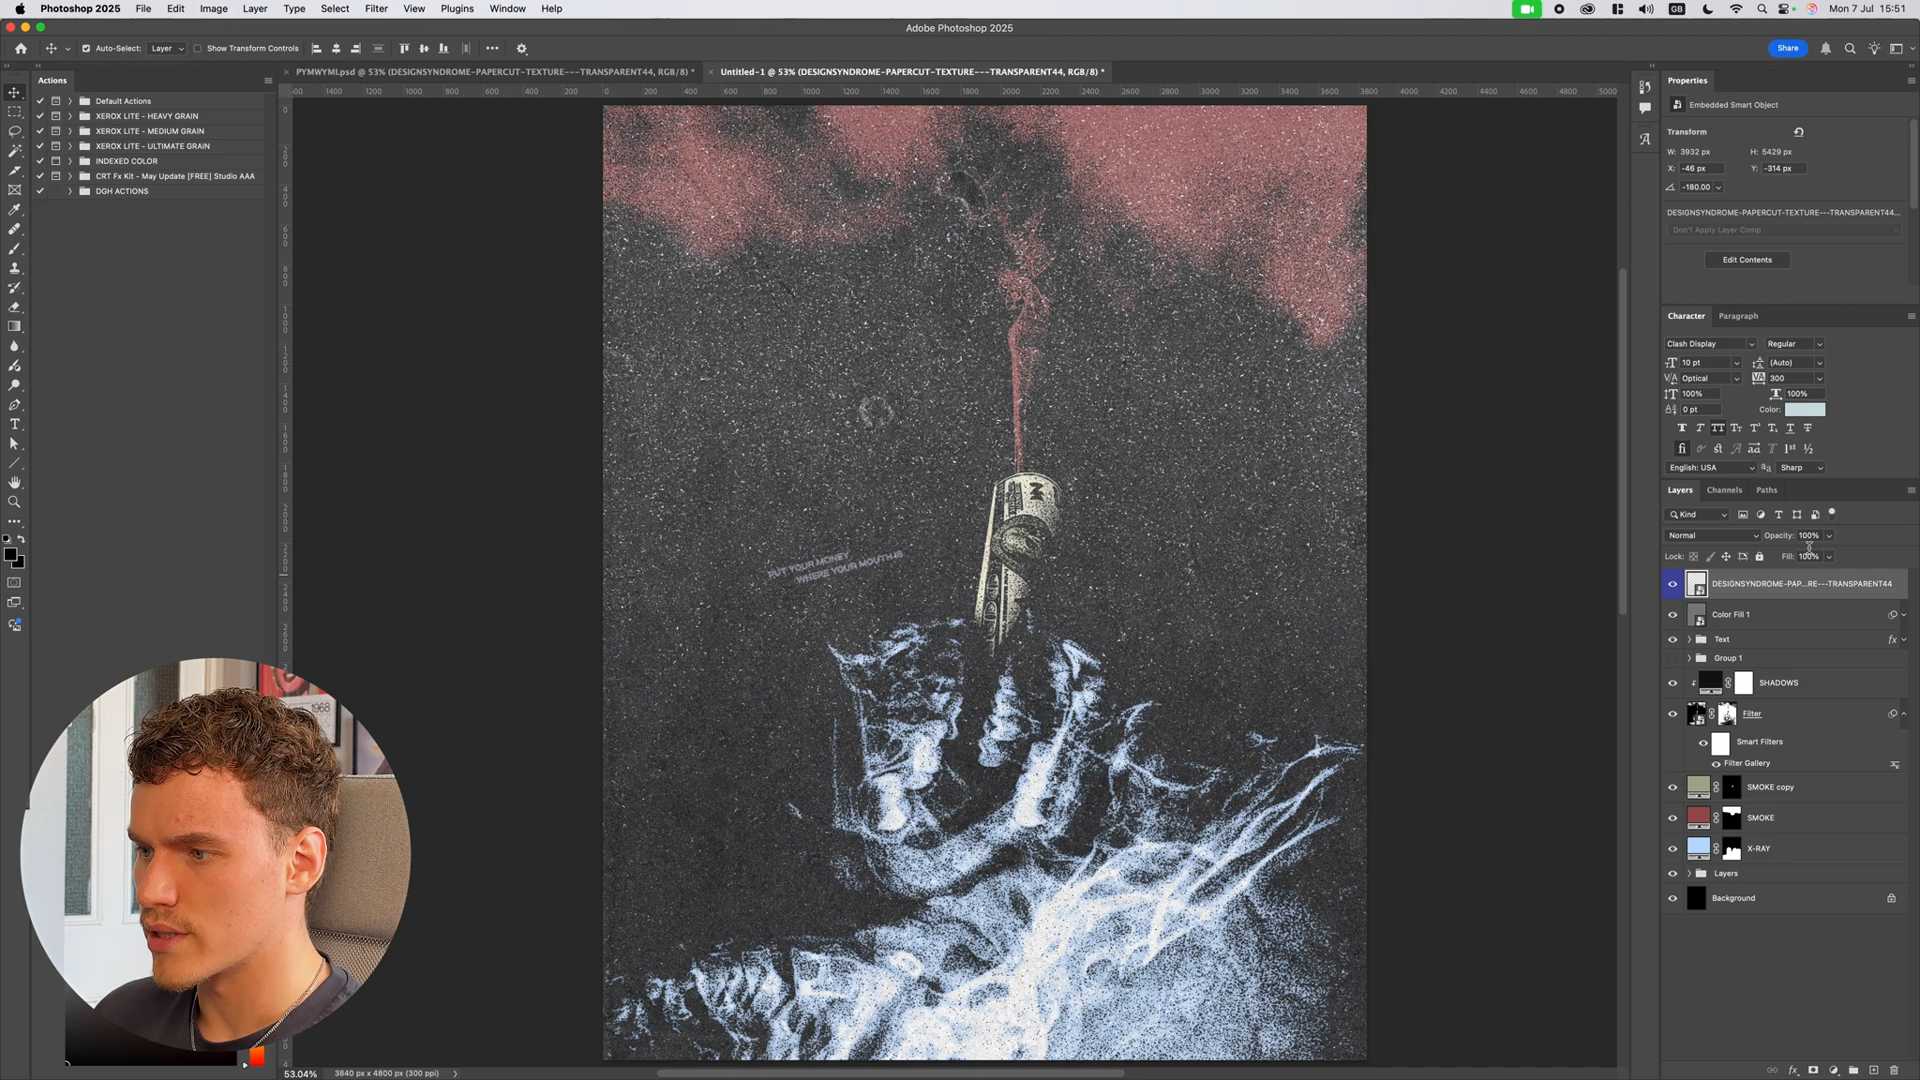 Photoshop 2025 File Edit Image Layer Type Select Filter View Plugins Window Help
GB Mon 7 Jul 15:51
Adobe Photoshop 2025
Auto-Select: Layer Show Transform Controls
Share
Actions
PYMWYMI.psd @ 53% (DESIGNSYNDROME-PAPERCUT-TEXTURE---TRANSPARENT44, RGB/8) *
Untitled-1 @ 53% (DESIGNSYNDROME-PAPERCUT-TEXTURE---TRANSPARENT44, RGB/8) *
Default Actions
XEROX LITE - HEAVY GRAIN
XEROX LITE - MEDIUM GRAIN
XEROX LITE - ULTIMATE GRAIN
INDEXED COLOR
CRT Fx Kit - May Update [FREE] Studio AAA
DGH ACTIONS
PUT YOUR MONEY
WHERE YOUR MOUTH IS
1968
53.04% 3840 px x 4800 px (300 ppi)
Properties
Embedded Smart Object
Transform
W: 3932 px H: 5429 px
X: -46 px Y: -314 px
-180.00
DESIGNSYNDROME-PAPERCUT-TEXTURE---TRANSPARENT44...
Don't Apply Layer Comp
Edit Contents
Character Paragraph
Clash Display Regular
10 pt (Auto)
Optical 300
100% 100%
0 pt Color:
English: USA Sharp
Layers Channels Paths
Kind
Normal Opacity: 100%
Lock: Fill: 100%
DESIGNSYNDROME-PAP...RE---TRANSPARENT44
Color Fill 1
Text fx
Group 1
SHADOWS
Filter
Smart Filters
Filter Gallery
SMOKE copy
SMOKE
X-RAY
Layers
Background